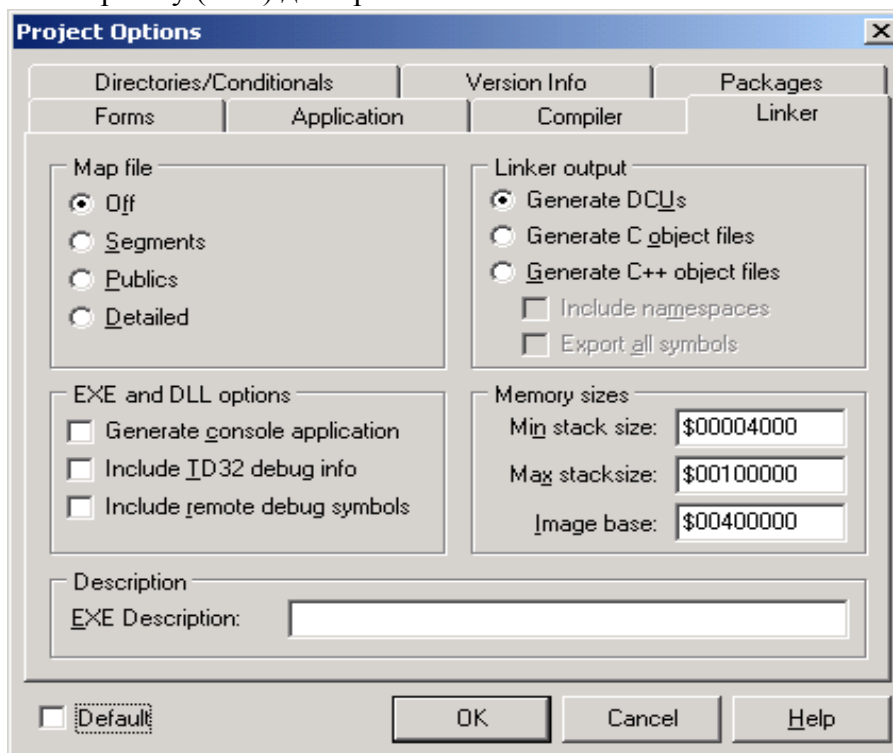 Project Options
Directories/Conditionals Version Info Packages
Forms Application Compiler Linker
Map file
Off
Segments
Publics
Detailed
Linker output
Generate DCUs
Generate C object files
Generate C++ object files
Include namespaces
Export all symbols
EXE and DLL options
Generate console application
Include TD32 debug info
Include remote debug symbols
Memory sizes
Min stack size: $00004000
Max stacksize: $00100000
Image base: $00400000
Description
EXE Description:
Default OK Cancel Help